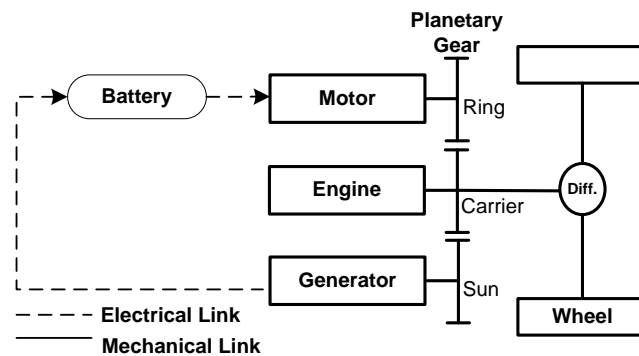 Planetary
Gear
Battery
Motor
Ring
Engine
Carrier
Diff.
Generator
Sun
Wheel
Electrical Link
Mechanical Link